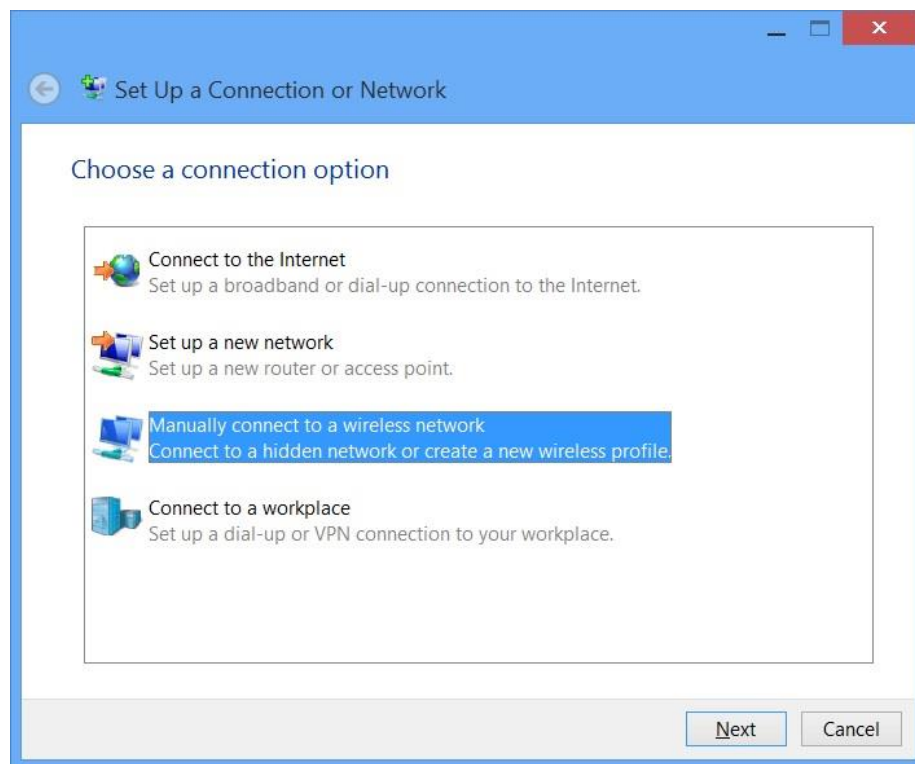 Set Up a Connection or Network
Choose a connection option
Connect to the Internet
Set up a broadband or dial-up connection to the Internet.
Set up a new network
Set up a new router or access point.
Manually connect to a wireless network
Connect to a hidden network or create a new wireless profile.
Connect to a workplace
Set up a dial-up or VPN connection to your workplace.
Next
Cancel